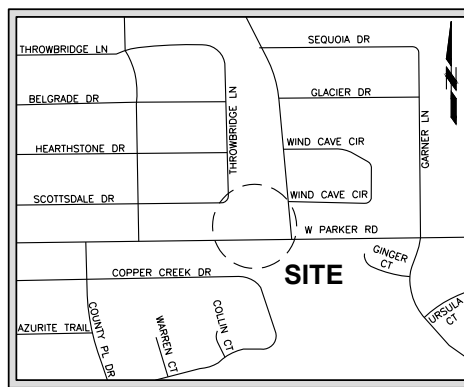 THROWBRIDGE LN
SEQUOIA DR
BELGRADE DR
GLACIER DR
THROWBRIDGE LN
GARNER LN
HEARTHSTONE DR
WIND CAVE CIR
SCOTTSDALE DR
WIND CAVE CIR
W PARKER RD
GINGER
CT
SITE
COPPER CREEK DR
AZURITE TRAIL
COUNTY PL DR
WARREN CT
COLLIN CT
URSULA
CT
N